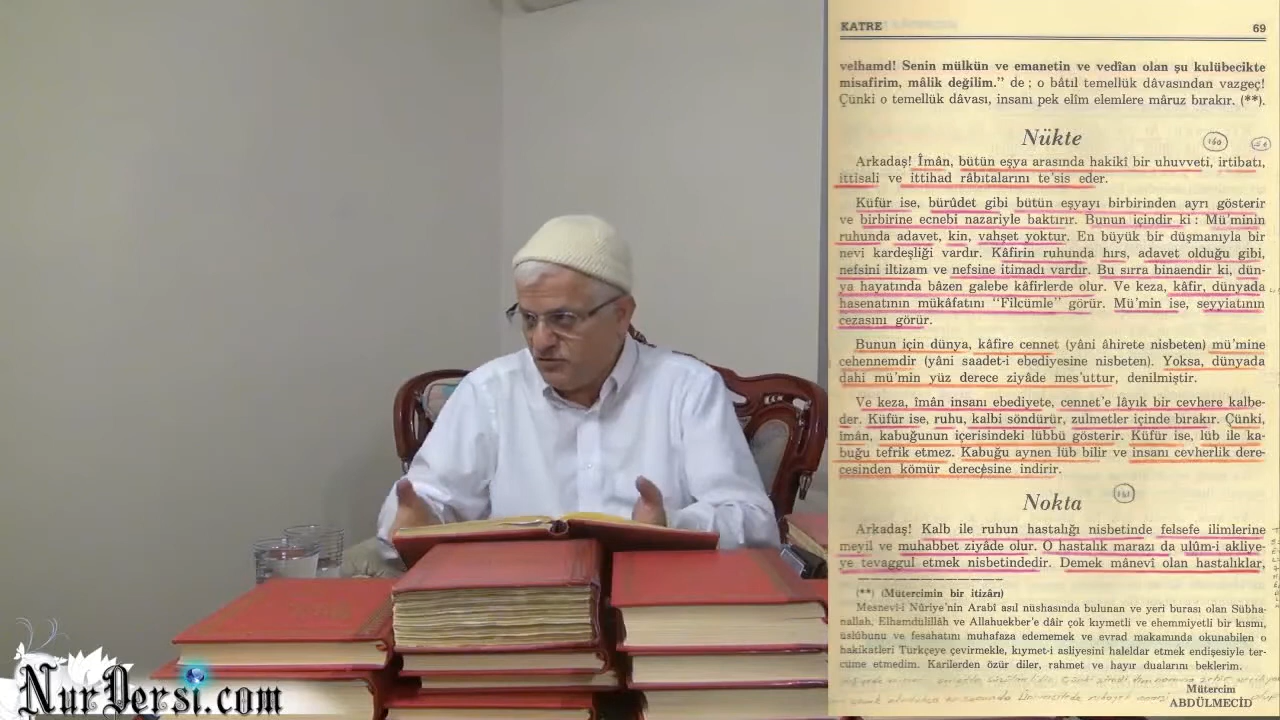 KATRE 69
velhamd! Senin mülkün ve emanetin ve vedîan olan şu kulübecikte
misafirim, mâlik değilim.” de ; o bâtıl temellük dâvasından vazgeç!
Çünki o temellük dâvası, insanı pek elîm elemlere mâruz bırakır. (**).
Nükte
160
Arkadaş! Îmân, bütün eşya arasında hakikî bir uhuvveti, irtibatı,
ittisali ve ittihad râbıtalarını te’sis eder.
Küfür ise, bürûdet gibi bütün eşyayı birbirinden ayrı gösterir
ve birbirine ecnebi nazariyle baktırır. Bunun içindir ki : Mü’minin
ruhunda adavet, kin, vahşet yoktur. En büyük bir düşmanıyla bir
nevi kardeşliği vardır. Kâfirin ruhunda hırs, adavet olduğu gibi,
nefsini iltizam ve nefsine itimadı vardır. Bu sırra binaendir ki, dün-
ya hayatında bâzen galebe kâfirlerde olur. Ve keza, kâfir, dünyada
hasenatının mükâfatını “Filcümle” görür. Mü’min ise, seyyiatının
cezasını görür.
Bunun için dünya, kâfire cennet (yâni âhirete nisbeten) mü’mine
cehennemdir (yâni saadet-i ebediyesine nisbeten). Yoksa, dünyada
dahi mü’min yüz derece ziyâde mes’uttur, denilmiştir.
Ve keza, îmân insanı ebediyete, cennet’e lâyık bir cevhere kalbe-
der. Küfür ise, ruhu, kalbi söndürür, zulmetler içinde bırakır. Çünki,
imân, kabuğunun içerisindeki lübbü gösterir. Küfür ise, lüb ile ka-
buğu tefrik etmez. Kabuğu aynen lüb bilir ve insanı cevherlik dere-
cesinden kömür derecesine indirir.
161
Nokta
Arkadaş! Kalb ile ruhun hastalığı nisbetinde felsefe ilimlerine
meyil ve muhabbet ziyâde olur. O hastalık marazı da ulûm-i akliye-
ye tevaggul etmek nisbetindedir. Demek mânevî olan hastalıklar,
(**) (Mütercimin bir itizârı)
Mesnevî-i Nûriye’nin Arabî asıl nüshasında bulunan ve yeri burası olan Sübha-
nallah, Elhamdülillâh ve Allahuekber’e dâir çok kıymetli ve ehemmiyetli bir kısmı,
üslûbunu ve fesahatını muhafaza edememek ve evrad makamında okunabilen o
hakikatleri Türkçeye çevirmekle, kıymet-i asliyesini haleldar etmek endişesiyle ter-
cüme etmedim. Karilerden özür diler, rahmet ve hayır dualarını beklerim.
Mütercim
ABDÜLMECİD
NurDersi.com